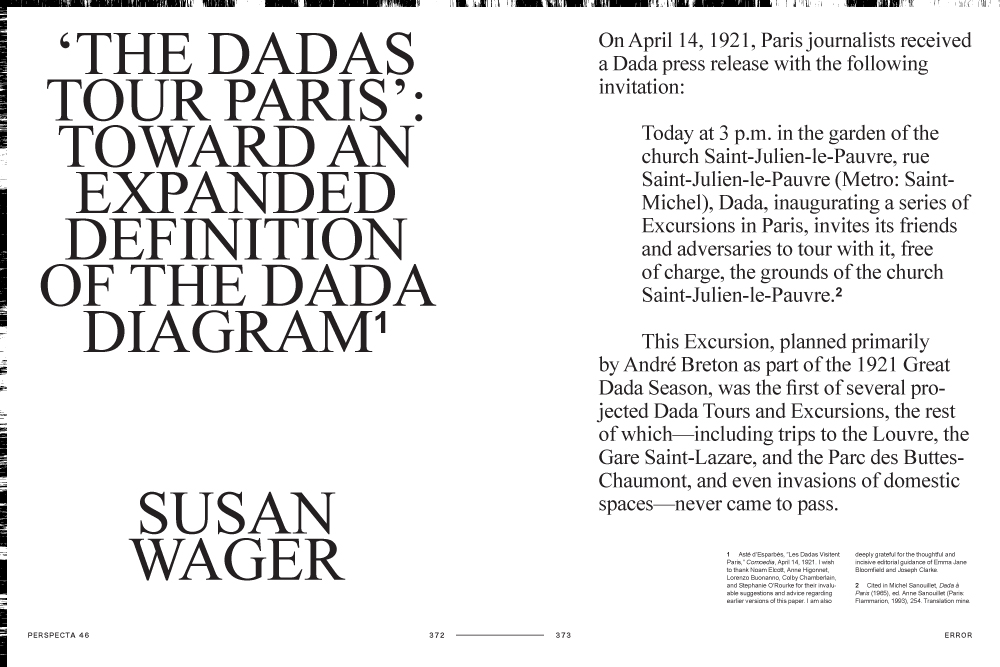 ‘THE DADAS
TOUR PARIS’:
TOWARD AN
EXPANDED
DEFINITION
OF THE DADA
DIAGRAM¹
SUSAN
WAGER
On April 14, 1921, Paris journalists received
a Dada press release with the following
invitation:
Today at 3 p.m. in the garden of the
church Saint-Julien-le-Pauvre, rue
Saint-Julien-le-Pauvre (Metro: Saint-
Michel), Dada, inaugurating a series of
Excursions in Paris, invites its friends
and adversaries to tour with it, free
of charge, the grounds of the church
Saint-Julien-le-Pauvre.²
This Excursion, planned primarily
by André Breton as part of the 1921 Great
Dada Season, was the first of several pro-
jected Dada Tours and Excursions, the rest
of which—including trips to the Louvre, the
Gare Saint-Lazare, and the Parc des Buttes-
Chaumont, and even invasions of domestic
spaces—never came to pass.
1 Asté d’Esparbès, “Les Dadas Visitent
Paris,” Comoedia, April 14, 1921. I wish
to thank Noam Elcott, Anne Higonnet,
Lorenzo Buonanno, Colby Chamberlain,
and Stephanie O’Rourke for their invalu-
able suggestions and advice regarding
earlier versions of this paper. I am also
deeply grateful for the thoughtful and
incisive editorial guidance of Emma Jane
Bloomfield and Joseph Clarke.
2 Cited in Michel Sanouillet, Dada à
Paris (1965), ed. Anne Sanouillet (Paris:
Flammarion, 1993), 254. Translation mine.
PERSPECTA 46
372
373
ERROR